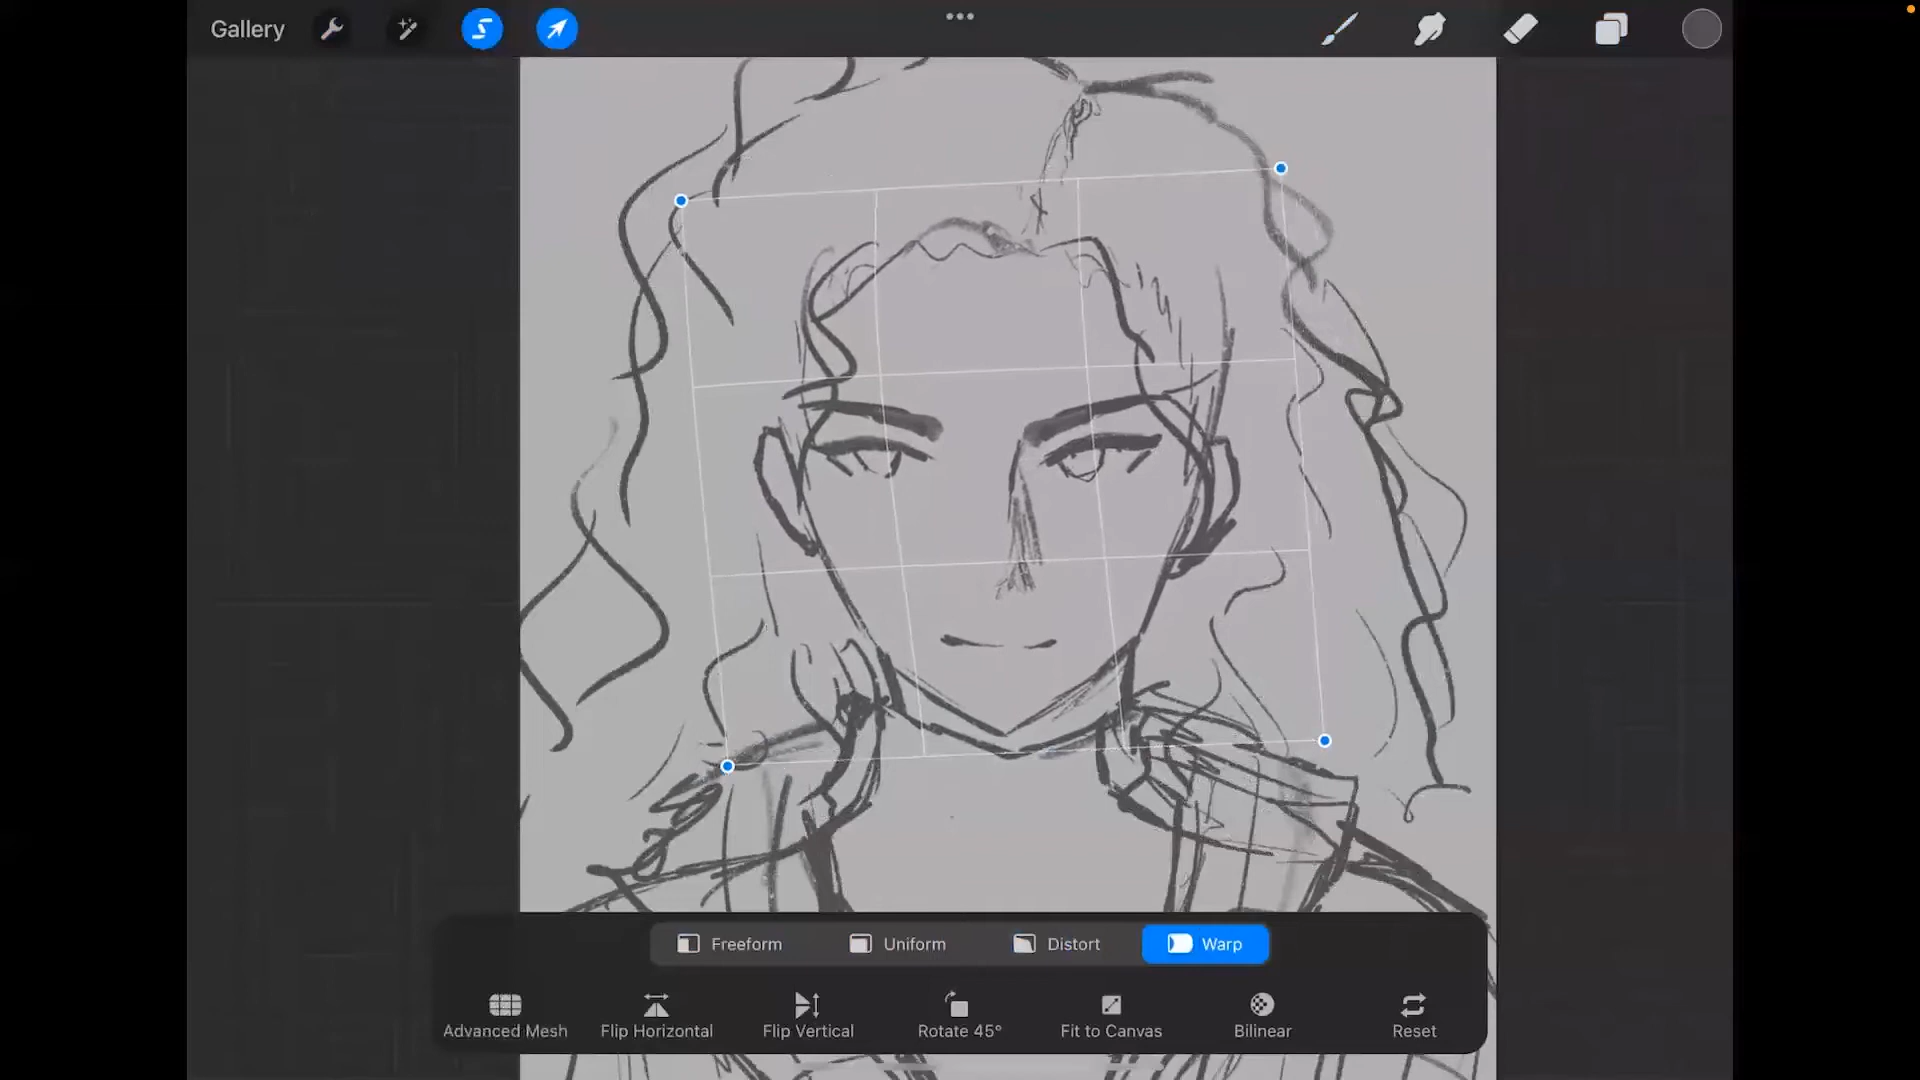 Gallery
Freeform Uniform Distort Warp
Advanced Mesh Flip Horizontal Flip Vertical Rotate 45° Fit to Canvas Bilinear Reset